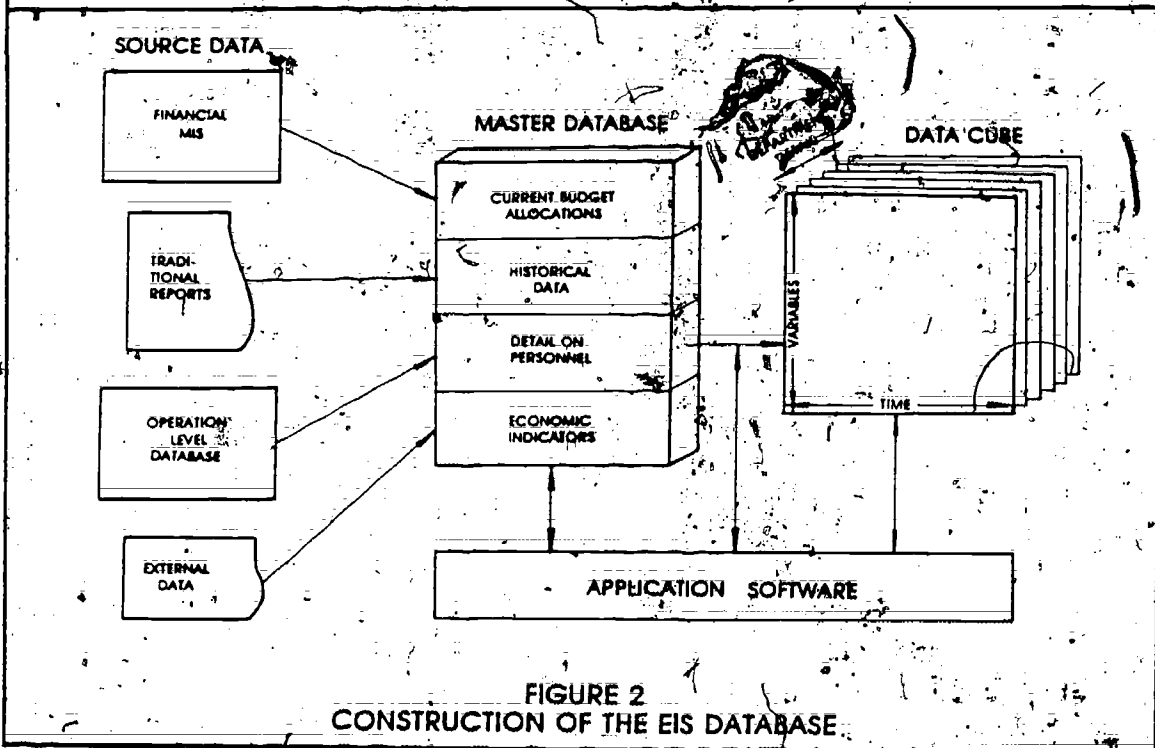 SOURCE DATA
FINANCIAL
MIS
TRADI-
TIONAL
REPORTS
OPERATION
LEVEL
DATABASE
EXTERNAL
DATA
MASTER DATABASE
CURRENT BUDGET
ALLOCATIONS
HISTORICAL
DATA
DETAIL ON
PERSONNEL
ECONOMIC
INDICATORS
DATA CUBE
VARIABLES
TIME
APPLICATION SOFTWARE
FIGURE 2
CONSTRUCTION OF THE EIS DATABASE